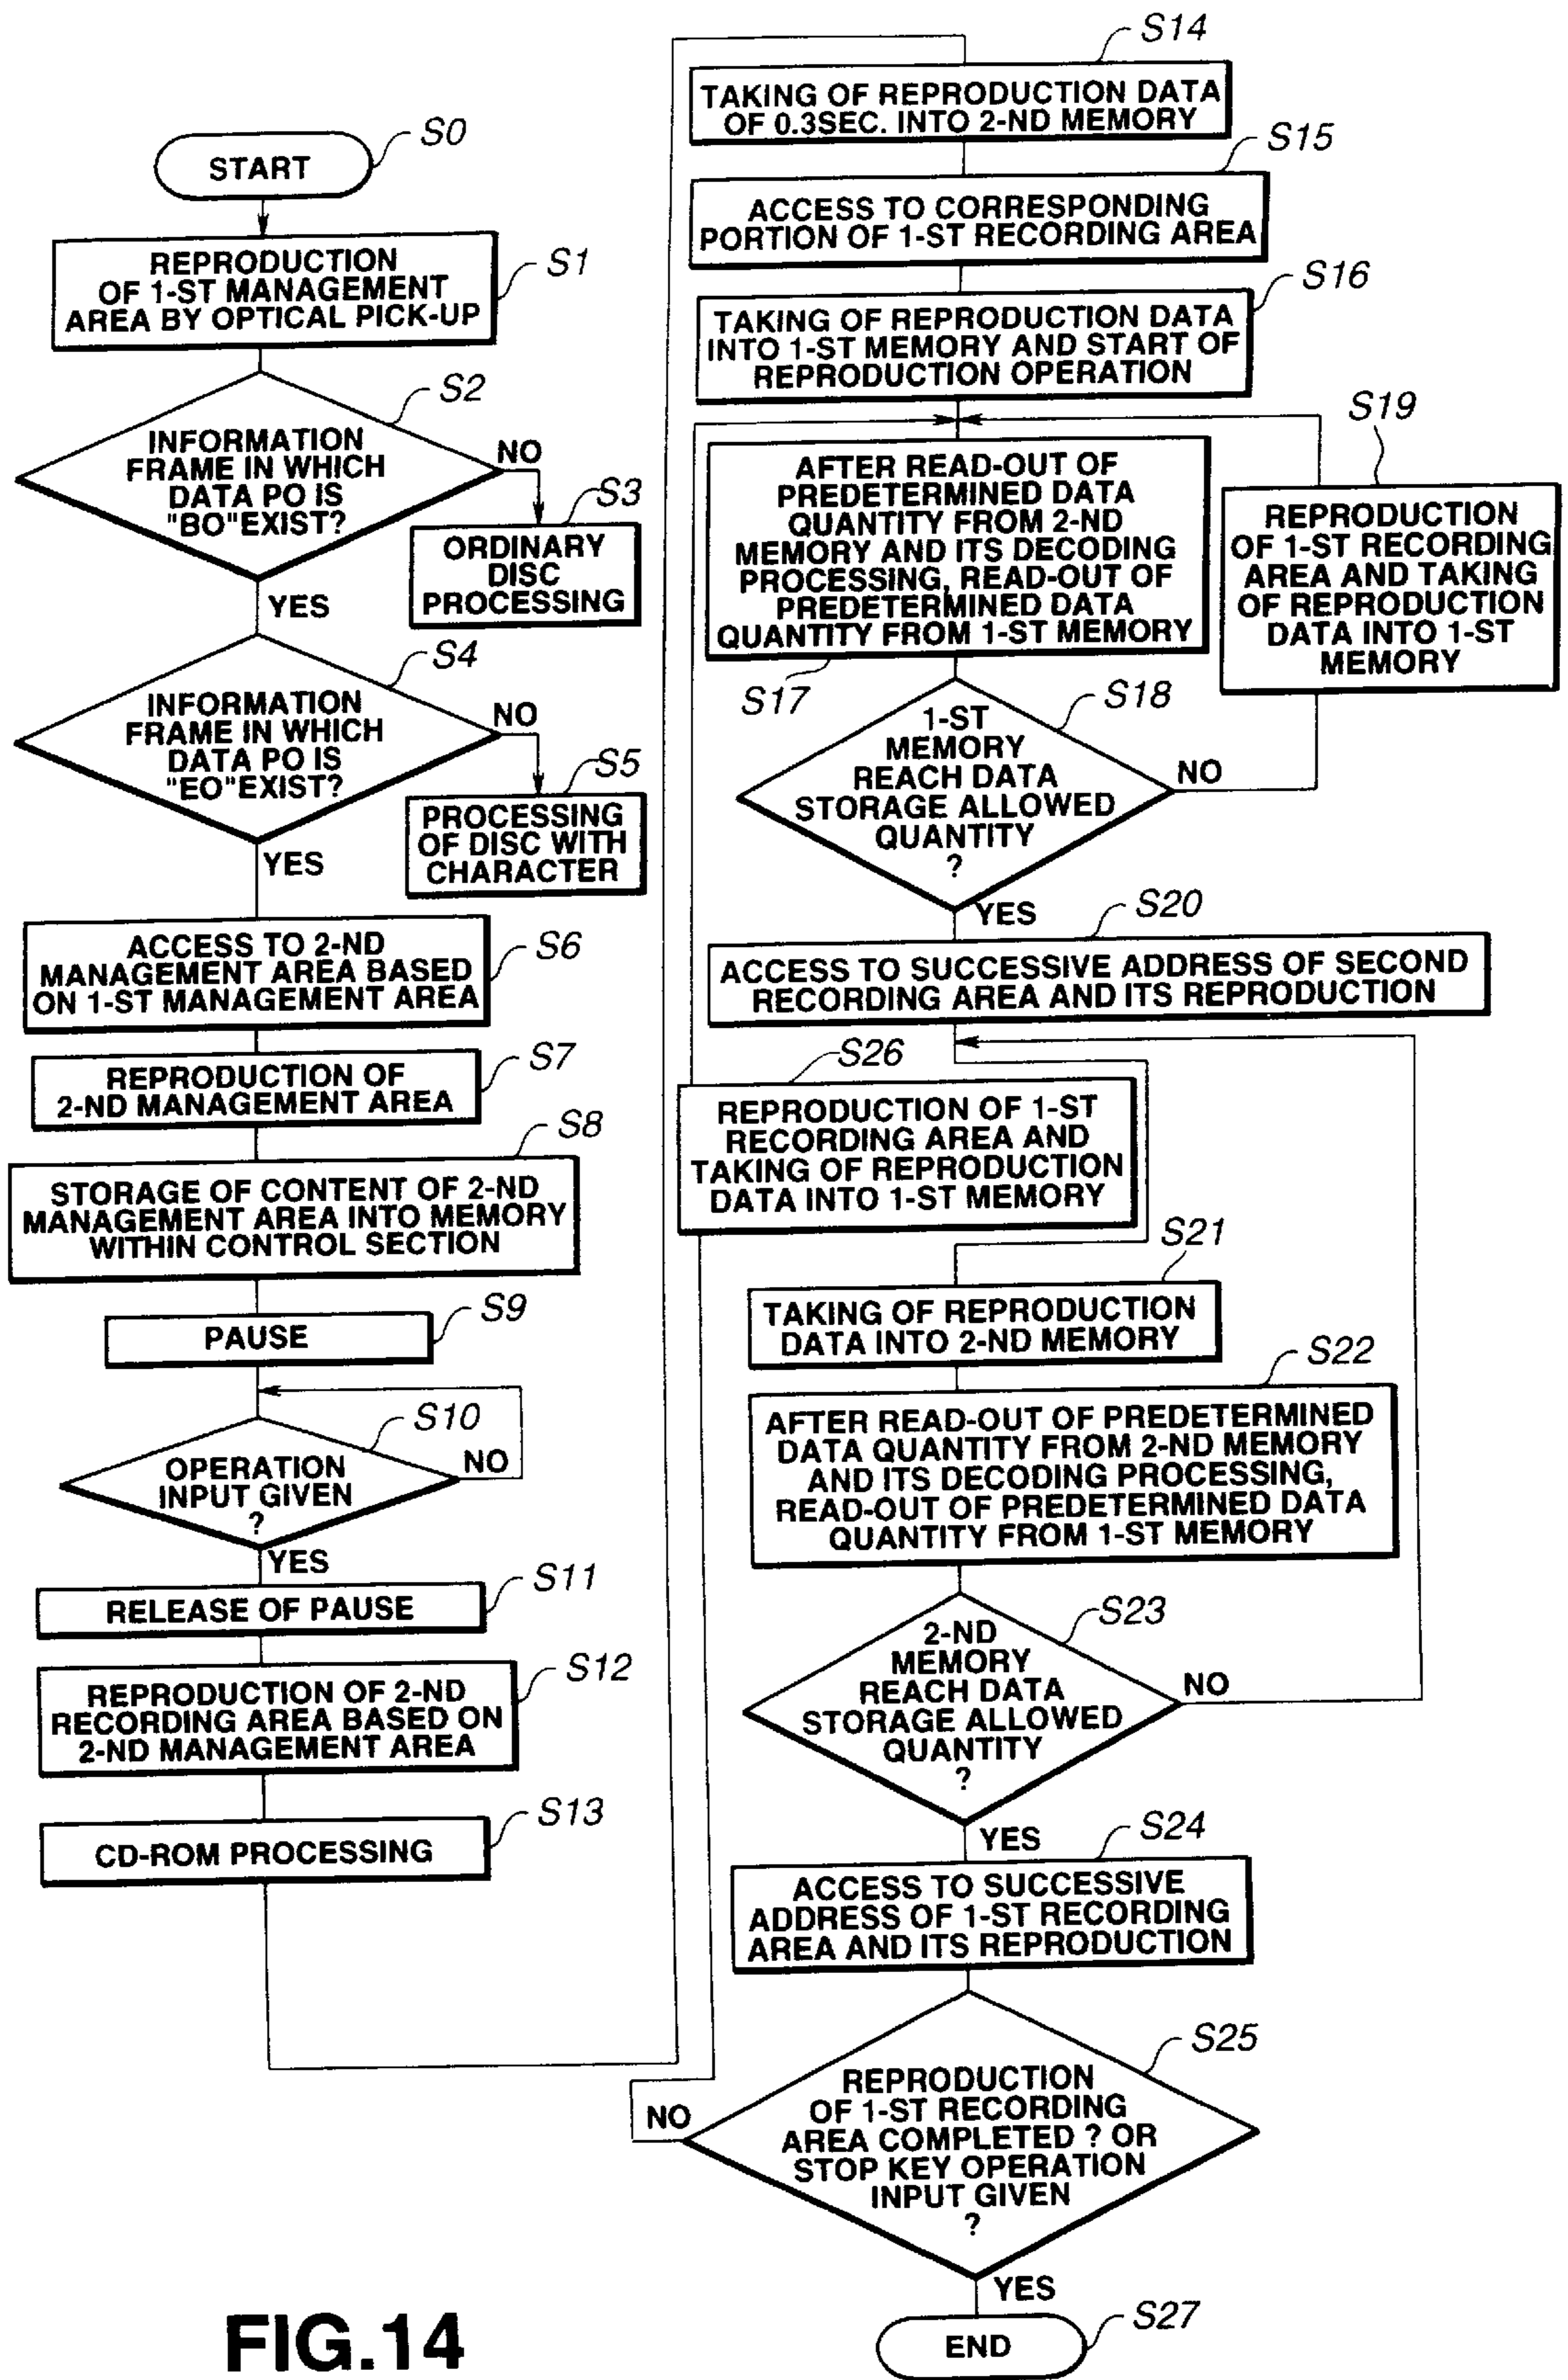 S0
START
S1
REPRODUCTION
OF 1-ST MANAGEMENT
AREA BY OPTICAL PICK-UP
S2
INFORMATION
FRAME IN WHICH
DATA PO IS
"BO"EXIST?
NO
YES
S3
ORDINARY
DISC
PROCESSING
S4
INFORMATION
FRAME IN WHICH
DATA PO IS
"EO"EXIST?
NO
YES
S5
PROCESSING
OF DISC WITH
CHARACTER
S6
ACCESS TO 2-ND
MANAGEMENT AREA BASED
ON 1-ST MANAGEMENT AREA
S7
REPRODUCTION OF
2-ND MANAGEMENT AREA
S8
STORAGE OF CONTENT OF 2-ND
MANAGEMENT AREA INTO MEMORY
WITHIN CONTROL SECTION
S9
PAUSE
S10
OPERATION
INPUT GIVEN
?
NO
YES
S11
RELEASE OF PAUSE
S12
REPRODUCTION OF 2-ND
RECORDING AREA BASED ON
2-ND MANAGEMENT AREA
S13
CD-ROM PROCESSING
S14
TAKING OF REPRODUCTION DATA
OF 0.3SEC. INTO 2-ND MEMORY
S15
ACCESS TO CORRESPONDING
PORTION OF 1-ST RECORDING AREA
S16
TAKING OF REPRODUCTION DATA
INTO 1-ST MEMORY AND START OF
REPRODUCTION OPERATION
AFTER READ-OUT OF
PREDETERMINED DATA
QUANTITY FROM 2-ND
MEMORY AND ITS DECODING
PROCESSING, READ-OUT OF
PREDETERMINED DATA
QUANTITY FROM 1-ST MEMORY
S17
S18
1-ST
MEMORY
REACH DATA
STORAGE ALLOWED
QUANTITY
?
NO
YES
S19
REPRODUCTION
OF 1-ST RECORDING
AREA AND TAKING
OF REPRODUCTION
DATA INTO 1-ST
MEMORY
S20
ACCESS TO SUCCESSIVE ADDRESS OF SECOND
RECORDING AREA AND ITS REPRODUCTION
S26
REPRODUCTION OF 1-ST
RECORDING AREA AND
TAKING OF REPRODUCTION
DATA INTO 1-ST MEMORY
S21
TAKING OF REPRODUCTION
DATA INTO 2-ND MEMORY
S22
AFTER READ-OUT OF PREDETERMINED
DATA QUANTITY FROM 2-ND MEMORY
AND ITS DECODING PROCESSING,
READ-OUT OF PREDETERMINED DATA
QUANTITY FROM 1-ST MEMORY
S23
2-ND
MEMORY
REACH DATA
STORAGE ALLOWED
QUANTITY
?
NO
YES
S24
ACCESS TO SUCCESSIVE
ADDRESS OF 1-ST RECORDING
AREA AND ITS REPRODUCTION
S25
REPRODUCTION
OF 1-ST RECORDING
AREA COMPLETED ? OR
STOP KEY OPERATION
INPUT GIVEN
?
NO
YES
S27
END
FIG.14